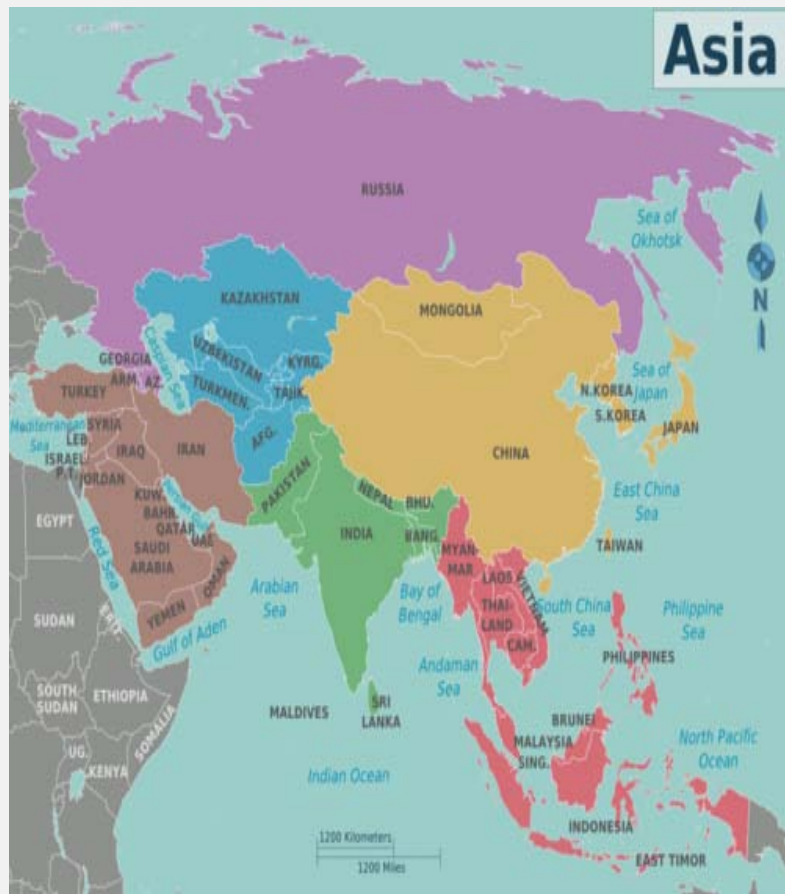 Asia
RUSSIA
Sea of
Okhotsk
N
KAZAKHSTAN
MONGOLIA
UZBEKISTAN
KYRG.
TURKMEN.
TAJIK.
AFG.
Caspian Sea
GEORGIA
ARM.
AZ.
TURKEY
Mediterranean
Sea
SYRIA
LEB.
ISRAEL
P.T.
JORDAN
IRAQ
IRAN
KUW.
BAHR.
QATAR
UAE
SAUDI
ARABIA
OMAN
YEMEN
Red Sea
Gulf of Aden
EGYPT
SUDAN
SOUTH
SUDAN
ETHIOPIA
SOMALIA
UG.
KENYA
PAKISTAN
INDIA
NEPAL
BHU.
BANG.
SRI
LANKA
MALDIVES
Arabian
Sea
Bay of
Bengal
Andaman
Sea
Indian Ocean
CHINA
N.KOREA
S.KOREA
Sea of
Japan
JAPAN
East China
Sea
TAIWAN
MYAN
MAR
LAOS
THAI-
LAND
VIETNAM
CAM.
South China
Sea
Philippine
Sea
PHILIPPINES
BRUNEI
MALAYSIA
SING.
INDONESIA
EAST TIMOR
North Pacific
Ocean
1200 Kilometers
1200 Miles